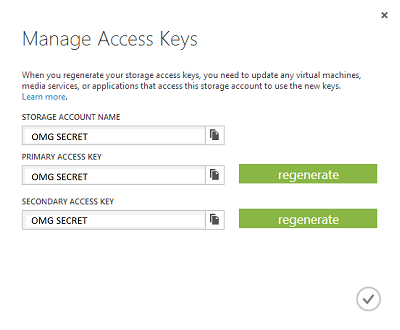 Manage Access Keys
When you regenerate your storage access keys, you need to update any virtual machines,
media services, or applications that access this storage account to use the new keys.
Learn more.
STORAGE ACCOUNT NAME
OMG SECRET
PRIMARY ACCESS KEY
OMG SECRET
regenerate
SECONDARY ACCESS KEY
OMG SECRET
regenerate